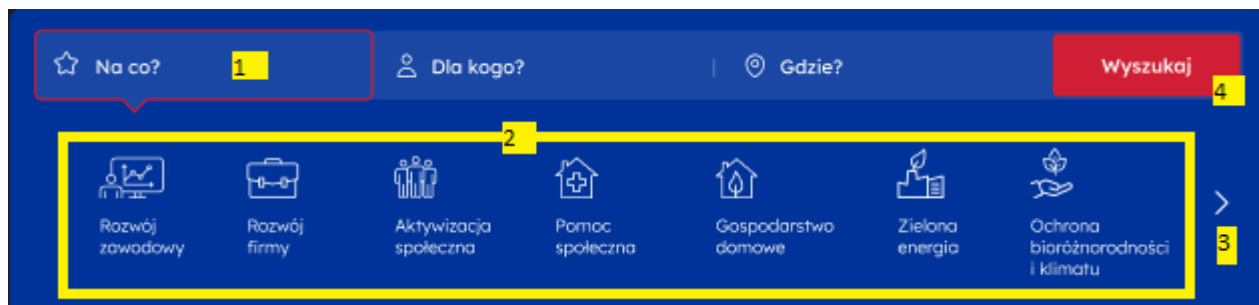 Na co?
1
Dla kogo?
Gdzie?
Wyszukaj
4
2
Rozwój
zawodowy
Rozwój
firmy
Aktywizacja
społeczna
Pomoc
społeczna
Gospodarstwo
domowe
Zielona
energia
Ochrona
bioróżnorodności
i klimatu
3